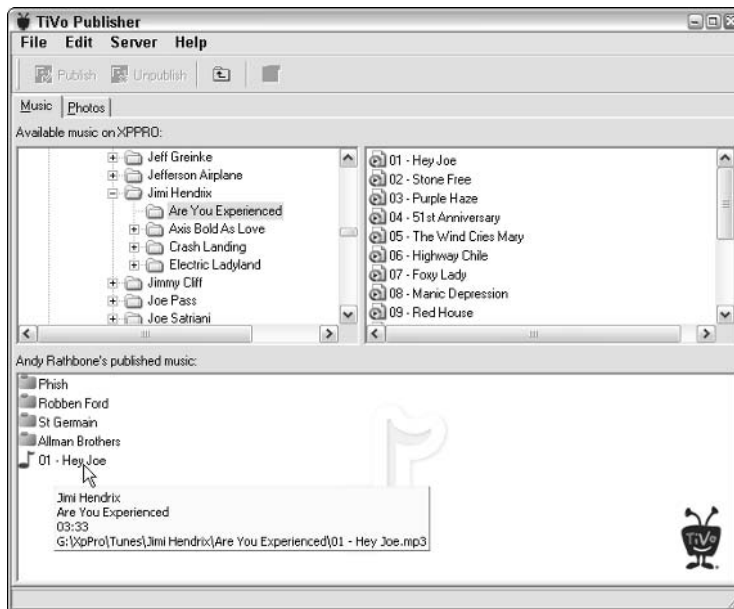 TiVo Publisher
File Edit Server Help
Publish Unpublish
Music Photos
Available music on XPPRO:
Jeff Greinke
Jefferson Airplane
Jimi Hendrix
Are You Experienced
Axis Bold As Love
Crash Landing
Electric Ladyland
Jimmy Cliff
Joe Pass
Joe Satriani
01 - Hey Joe
02 - Stone Free
03 - Purple Haze
04 - 51st Anniversary
05 - The Wind Cries Mary
06 - Highway Chile
07 - Foxy Lady
08 - Manic Depression
09 - Red House
Andy Rathbone's published music:
Phish
Robben Ford
St Germain
Allman Brothers
01 - Hey Joe
Jimi Hendrix
Are You Experienced
03:33
G:\XpPro\Tunes\Jimi Hendrix\Are You Experienced\01 - Hey Joe.mp3
TiVo